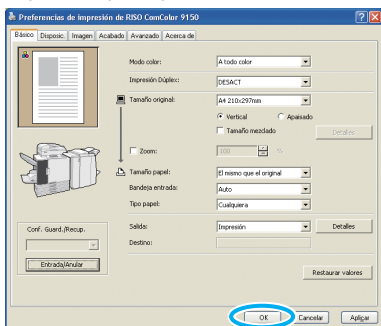 Preferencias de impresión de RISO ComColor 9150
Básico Disposic. Imagen Acabado Avanzado Acerca de
Modo color: A todo color
Impresión Dúplex: DESACT
Tamaño original: A4 210x297mm
Vertical Apaisado
Tamaño mezclado Detalles
Zoom: 100 %
Tamaño papel: El mismo que el original
Bandeja entrada: Auto
Tipo papel: Cualquiera
Conf. Guard./Recup.
Entrada/Anular
Salida: Impresión Detalles
Destino:
Restaurar valores
OK Cancelar Aplicar